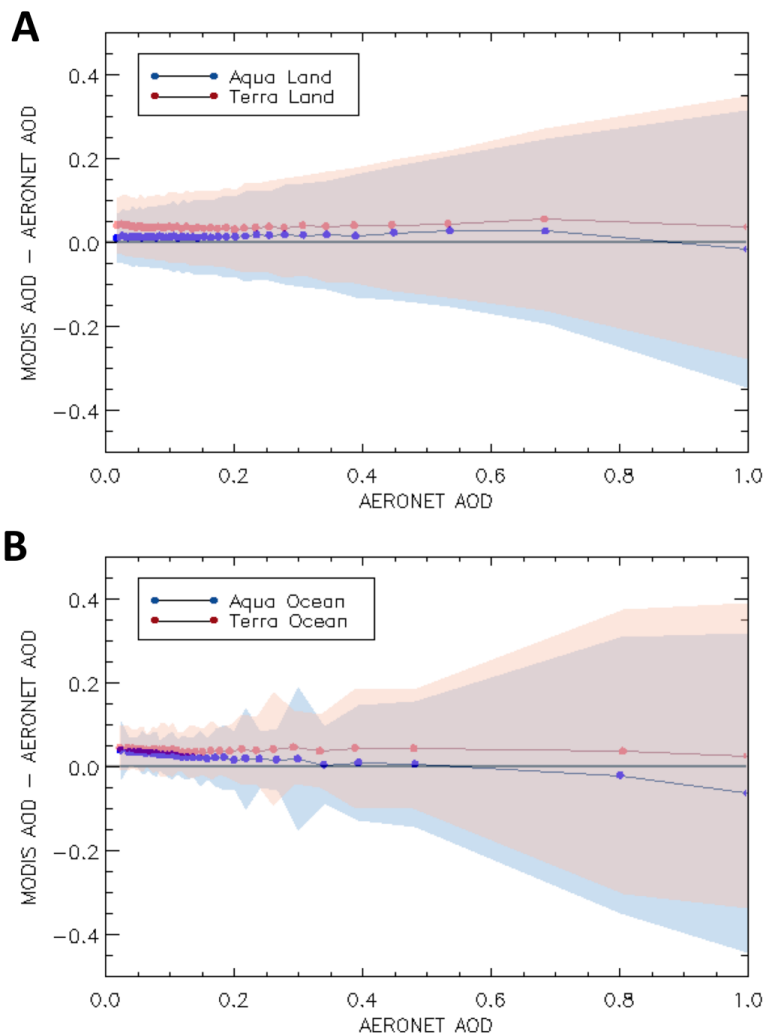 A
Aqua Land
Terra Land
MODIS AOD – AERONET AOD
0.4
0.2
0.0
−0.2
−0.4
0.0 0.2 0.4 0.6 0.8 1.0
AERONET AOD
B
Aqua Ocean
Terra Ocean
MODIS AOD – AERONET AOD
0.4
0.2
0.0
−0.2
−0.4
0.0 0.2 0.4 0.6 0.8 1.0
AERONET AOD